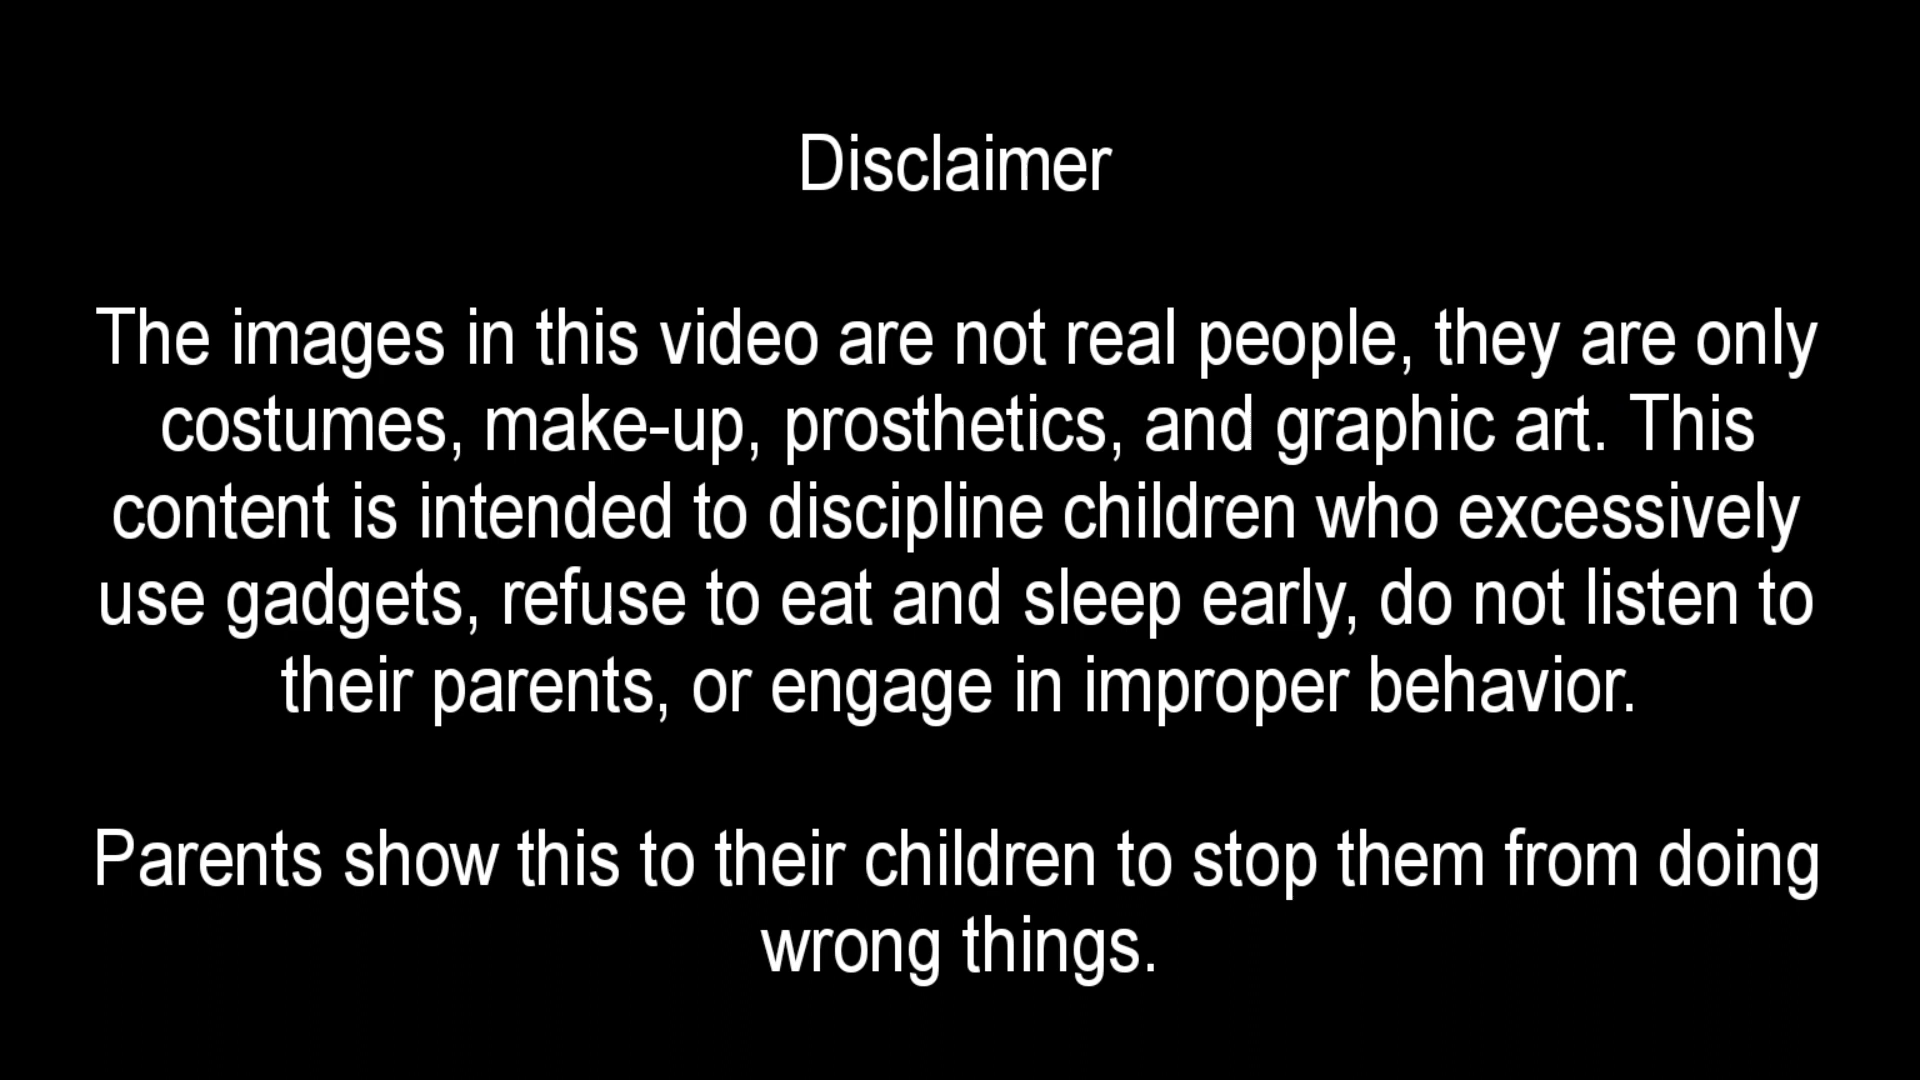 Disclaimer
The images in this video are not real people, they are only
costumes, make-up, prosthetics, and graphic art. This
content is intended to discipline children who excessively
use gadgets, refuse to eat and sleep early, do not listen to
their parents, or engage in improper behavior.
Parents show this to their children to stop them from doing
wrong things.